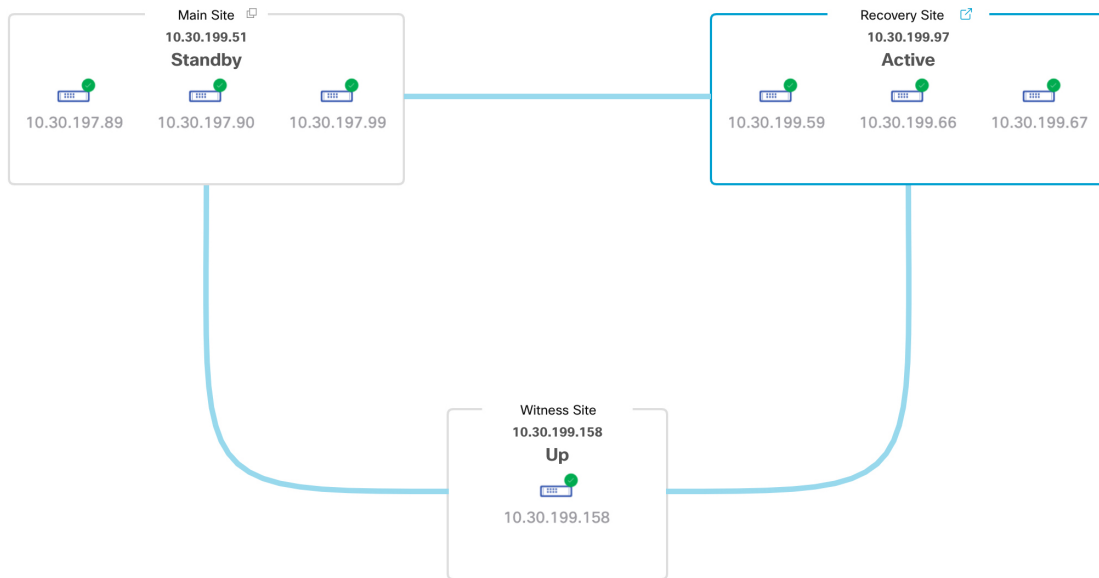 Main Site
10.30.199.51
Standby
10.30.197.89 10.30.197.90 10.30.197.99
Recovery Site
10.30.199.97
Active
10.30.199.59 10.30.199.66 10.30.199.67
Witness Site
10.30.199.158
Up
10.30.199.158